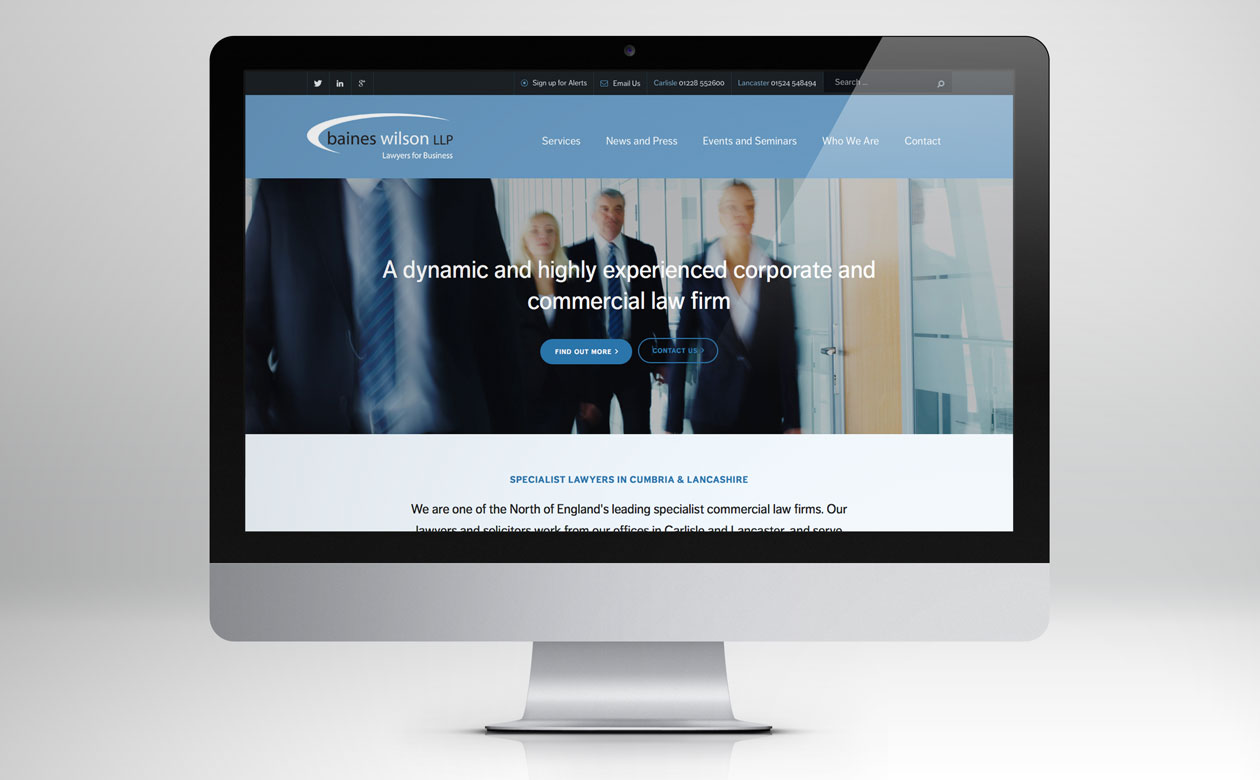 Sign up for Alerts
Email Us
Carlisle 01228 552600
Lancaster 01524 548494
Search ...
baines wilson LLP
Lawyers for Business
Services
News and Press
Events and Seminars
Who We Are
Contact
A dynamic and highly experienced corporate and
commercial law firm
FIND OUT MORE
CONTACT US
SPECIALIST LAWYERS IN CUMBRIA & LANCASHIRE
We are one of the North of England's leading specialist commercial law firms. Our
lawyers and solicitors work from our offices in Carlisle and Lancaster, and serve